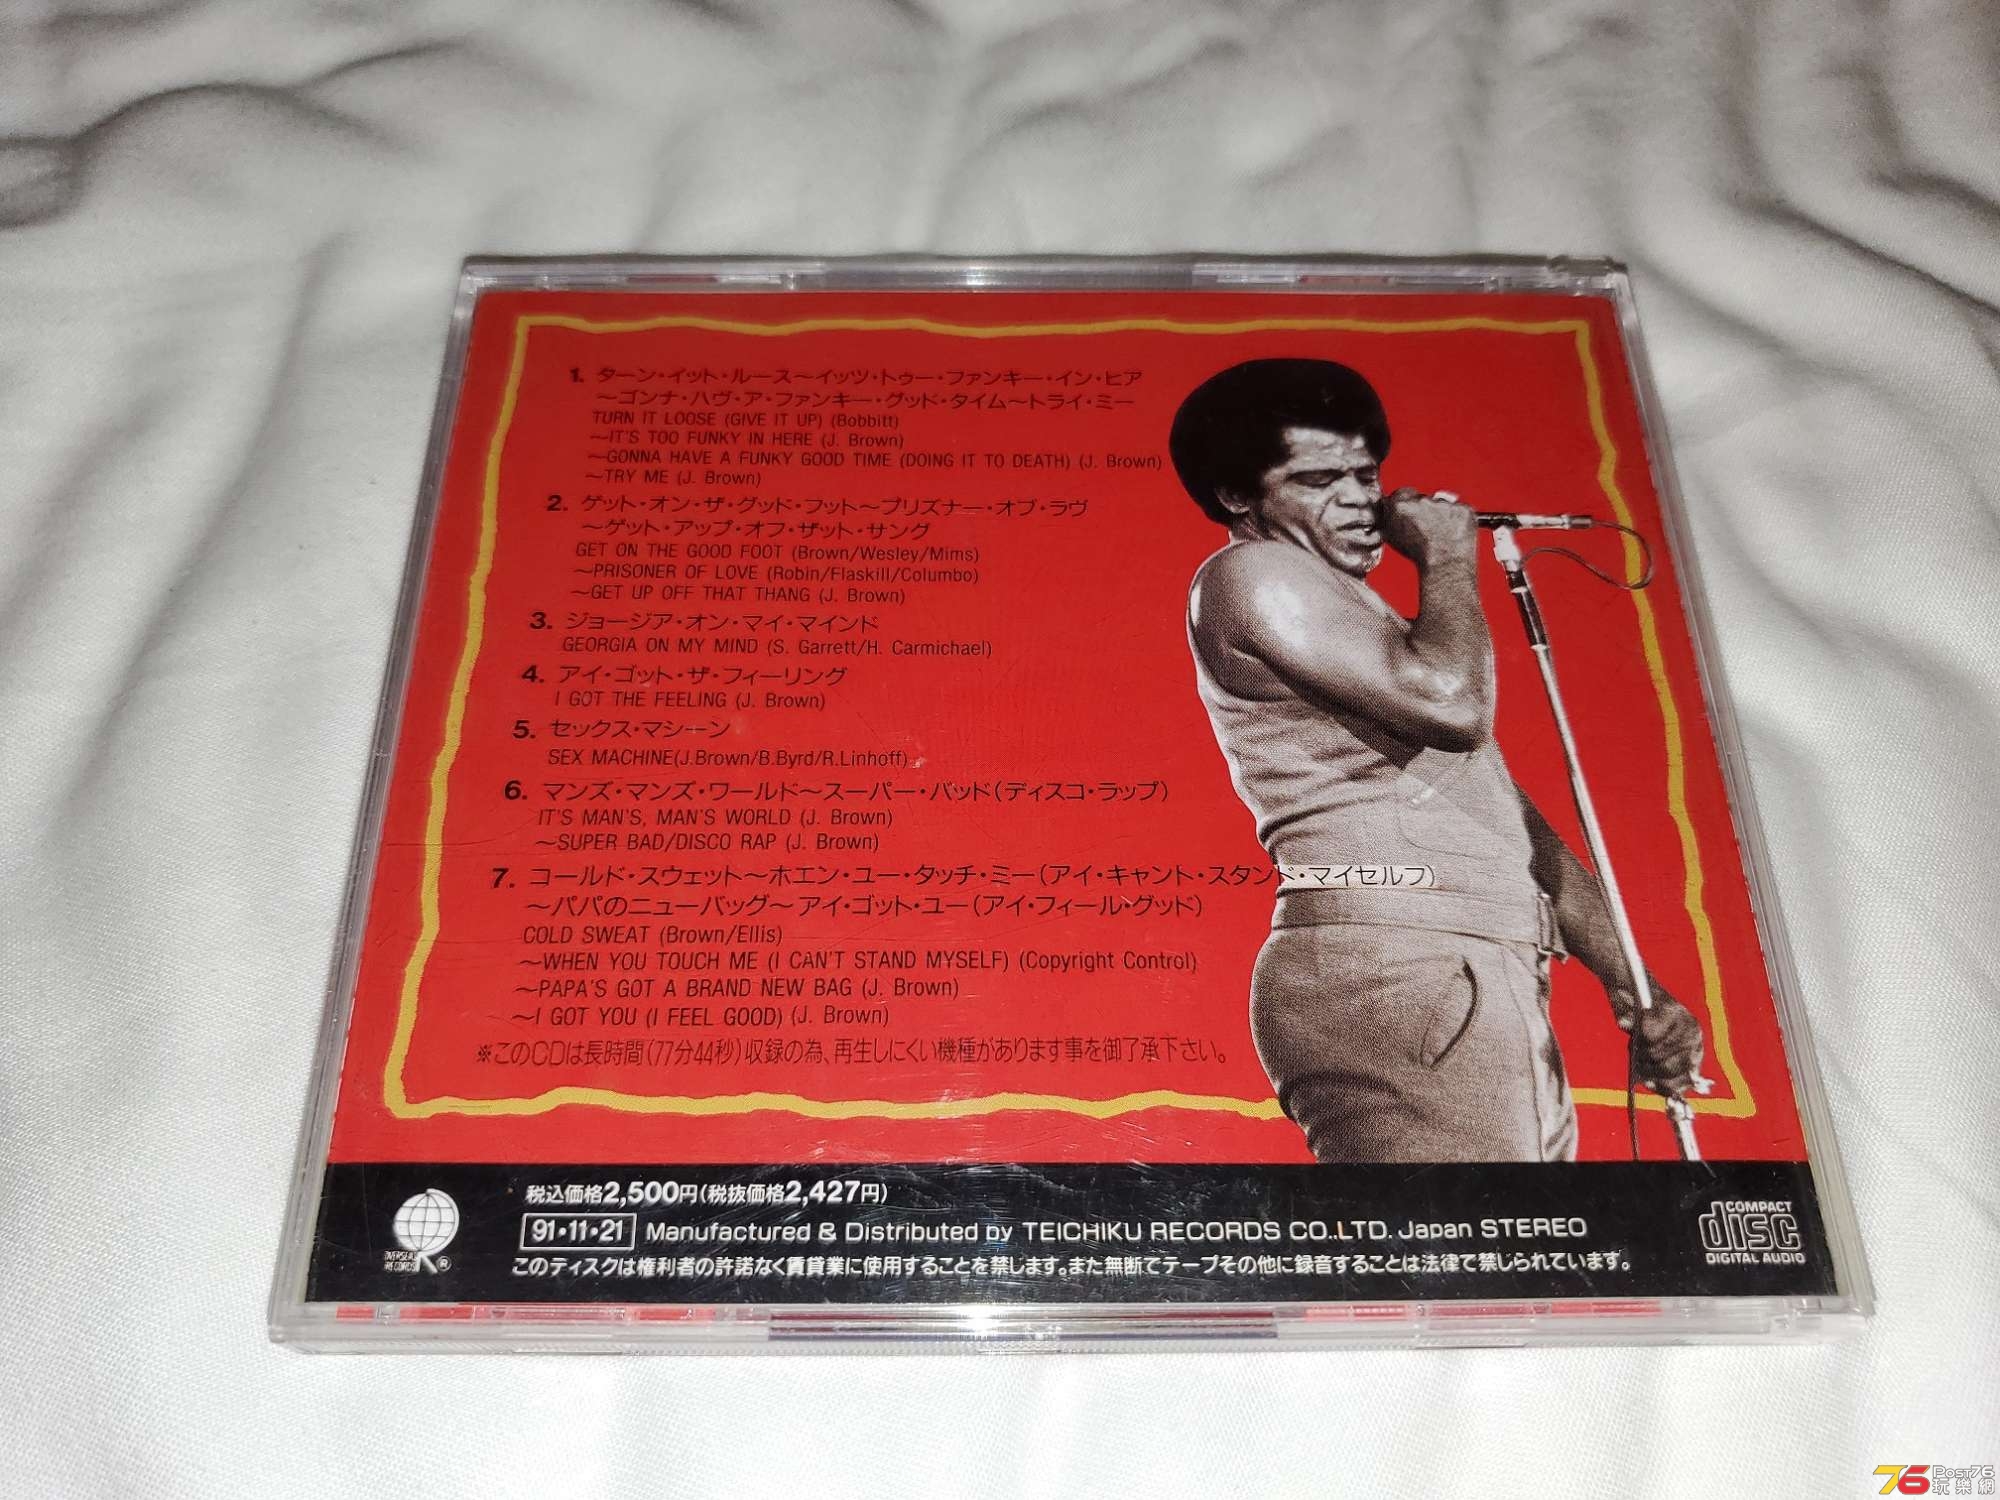 1. ターン・イット・ルース〜イッツ・トゥー・ファンキー・イン・ヒア
〜ゴンナ・ハヴ・ア・ファンキー・グッド・タイム〜トライ・ミー
TURN IT LOOSE (GIVE IT UP) (Bobbitt)
〜IT'S TOO FUNKY IN HERE (J. Brown)
〜GONNA HAVE A FUNKY GOOD TIME (DOING IT TO DEATH) (J. Brown)
〜TRY ME (J. Brown)
2. ゲット・オン・ザ・グッド・フット〜プリズナー・オブ・ラヴ
〜ゲット・アップ・オフ・ザット・サング
GET ON THE GOOD FOOT (Brown/Wesley/Mims)
〜PRISONER OF LOVE (Robin/Flaskill/Columbo)
〜GET UP OFF THAT THANG (J. Brown)
3. ジョージア・オン・マイ・マインド
GEORGIA ON MY MIND (S. Garrett/H. Carmichael)
4. アイ・ゴット・ザ・フィーリング
I GOT THE FEELING (J. Brown)
5. セックス・マシーン
SEX MACHINE(J.Brown/B.Byrd/R.Linhoff)
6. マンズ・マンズ・ワールド〜スーパー・バッド(ディスコ・ラップ)
IT'S MAN'S, MAN'S WORLD (J. Brown)
〜SUPER BAD/DISCO RAP (J. Brown)
7. コールド・スウェット〜ホエン・ユー・タッチ・ミー(アイ・キャント・スタンド・マイセルフ)
〜パパのニューバッグ〜アイ・ゴット・ユー(アイ・フィール・グッド)
COLD SWEAT (Brown/Ellis)
〜WHEN YOU TOUCH ME (I CAN'T STAND MYSELF) (Copyright Control)
〜PAPA'S GOT A BRAND NEW BAG (J. Brown)
〜I GOT YOU (I FEEL GOOD) (J. Brown)
※このCDは長時間(77分44秒)収録の為、再生しにくい機種があります事を御了承下さい。
税込価格2,500円(税抜価格2,427円)
91・11・21 Manufactured & Distributed by TEICHIKU RECORDS CO.,LTD. Japan STEREO
このディスクは権利者の許諾なく賃貸業に使用することを禁じます。また無断でテープその他に録音することは法律で禁じられています。
OVERSEAS
RECORDS
R ®
COMPACT
disc
DIGITAL AUDIO
76 Post76
玩樂網